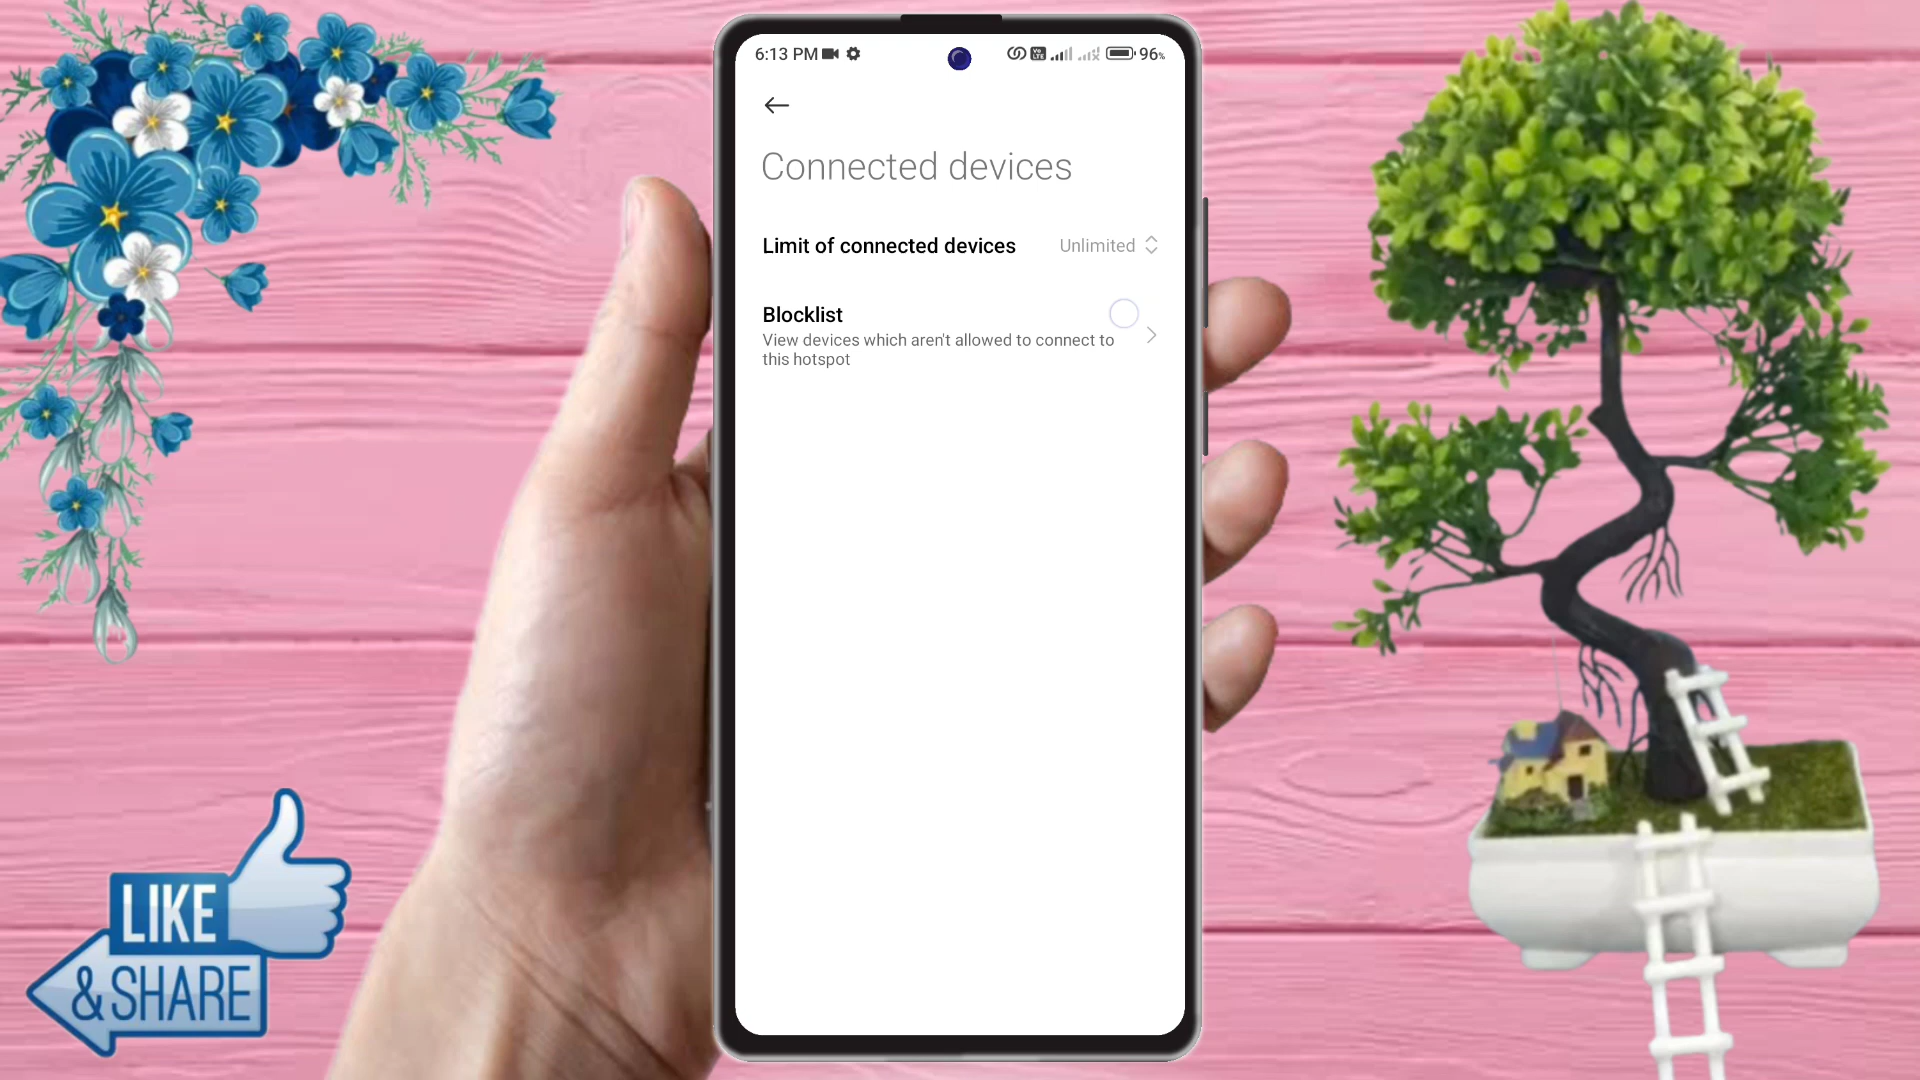 6:13 PM
96%
Connected devices
Limit of connected devices
Unlimited
Blocklist
View devices which aren't allowed to connect to
this hotspot
LIKE
& SHARE